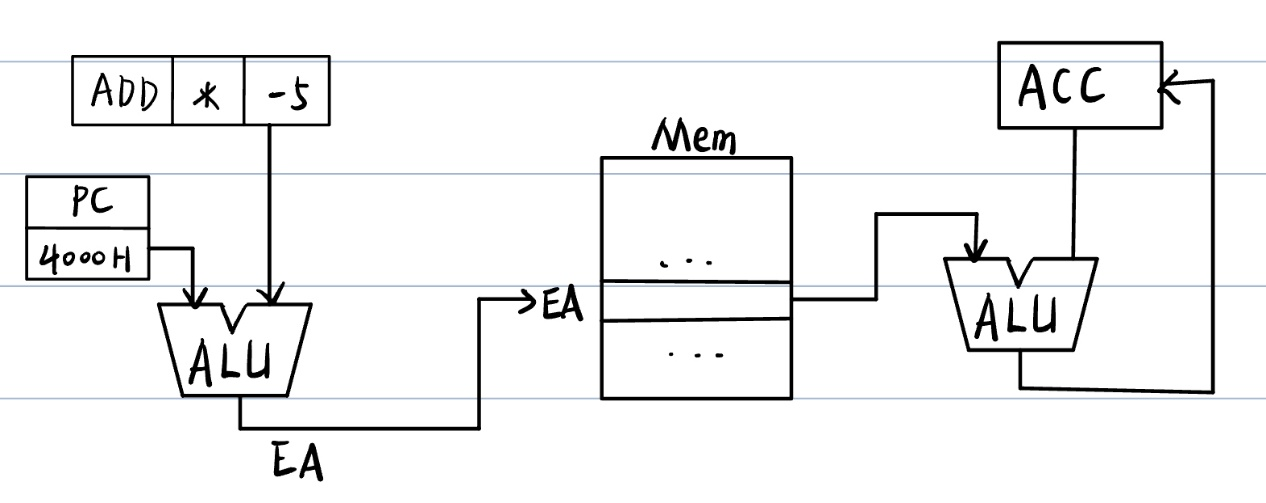 ADD * -5
PC
4000H
ALU
EA
Mem
...
EA
...
ACC
ALU